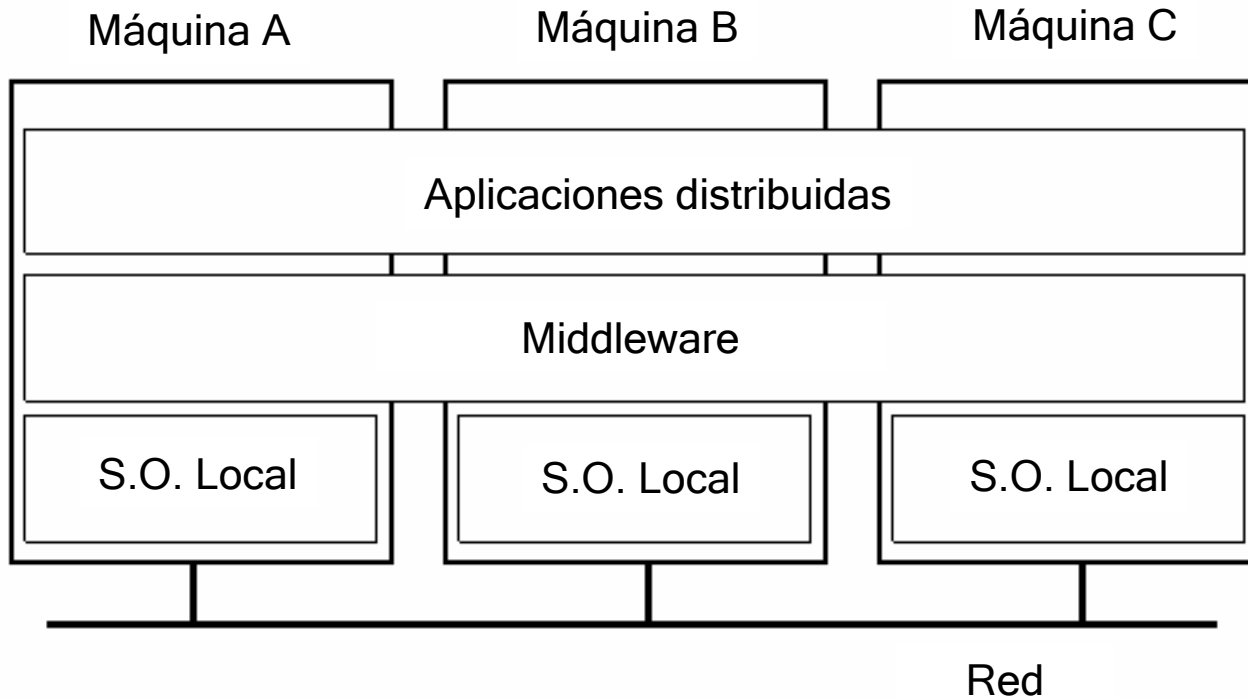 Máquina A
Máquina B
Máquina C
Aplicaciones distribuidas
Middleware
S.O. Local
S.O. Local
S.O. Local
Red